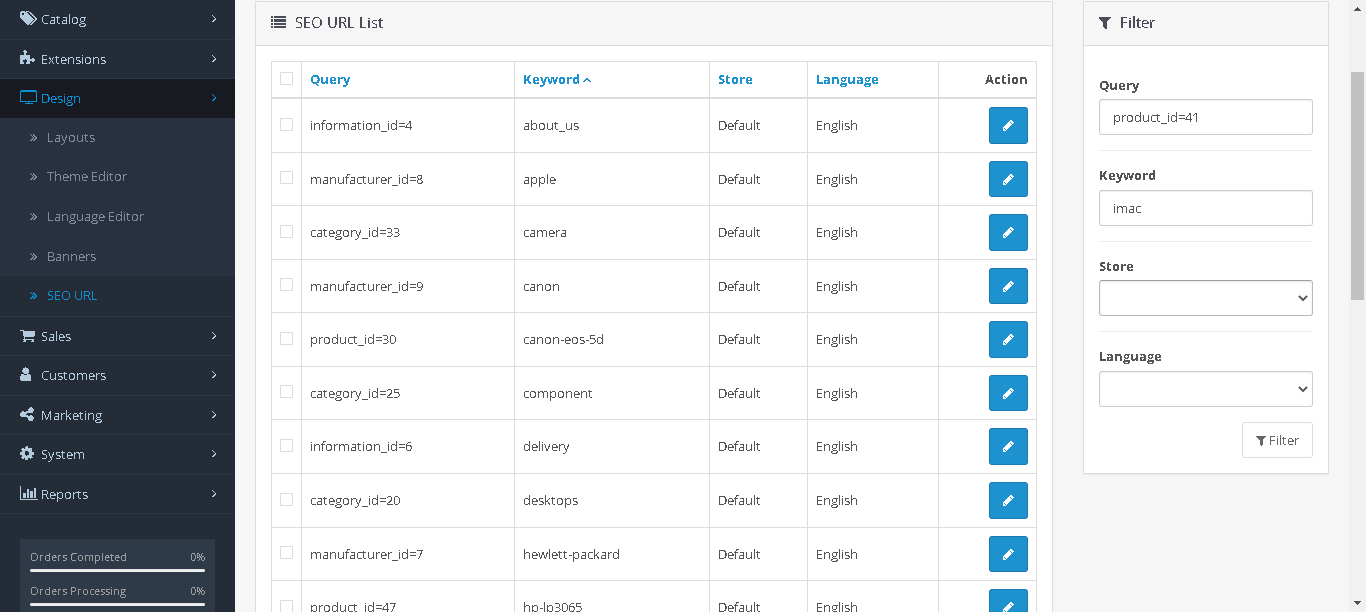 Catalog
Extensions
Design
Layouts
Theme Editor
Language Editor
Banners
SEO URL
Sales
Customers
Marketing
System
Reports
Orders Completed 0%
Orders Processing 0%
SEO URL List
Query Keyword Store Language Action
information_id=4 about_us Default English
manufacturer_id=8 apple Default English
category_id=33 camera Default English
manufacturer_id=9 canon Default English
product_id=30 canon-eos-5d Default English
category_id=25 component Default English
information_id=6 delivery Default English
category_id=20 desktops Default English
manufacturer_id=7 hewlett-packard Default English
product_id=47 hp-lp3065 Default English
Filter
Query
product_id=41
Keyword
imac
Store
Language
Filter